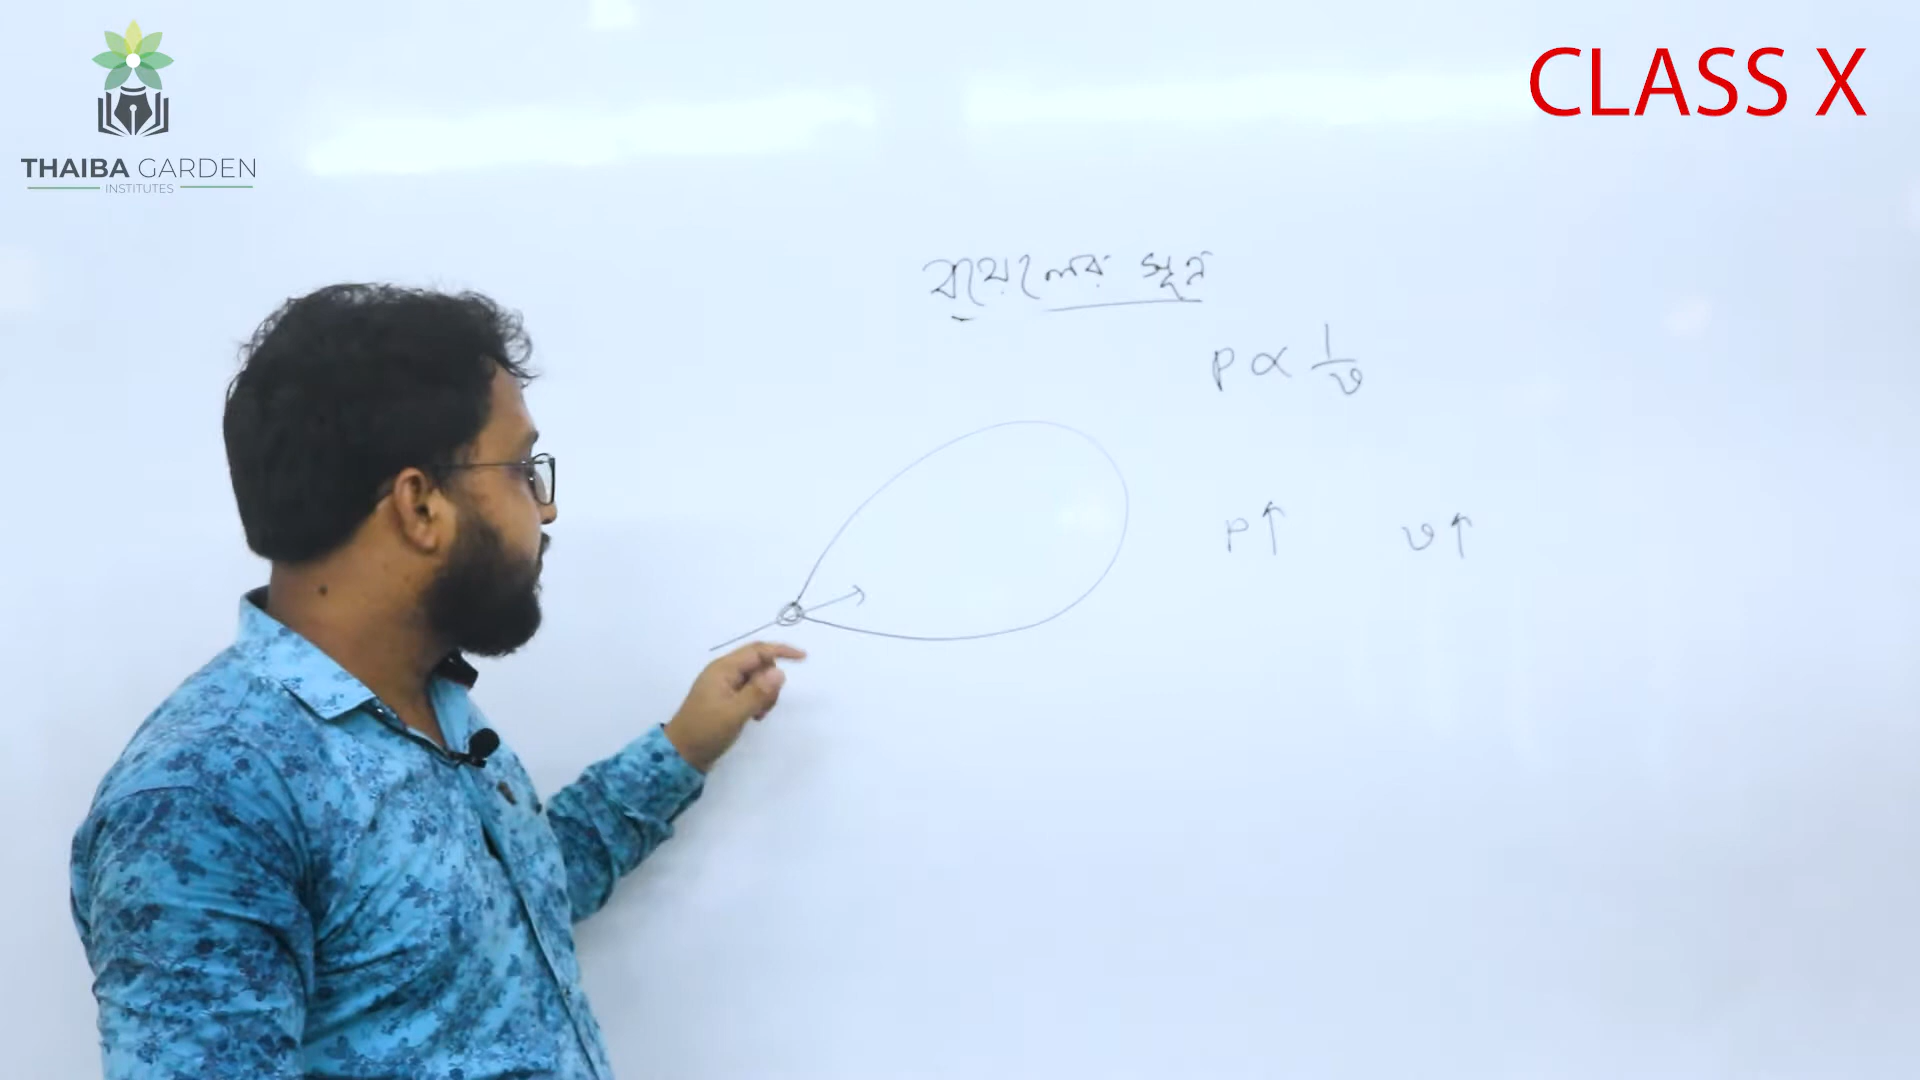 THAIBA GARDEN
INSTITUTES
CLASS X
বয়েলের সূত্র
P ∝ 1/v
P↑ v↑